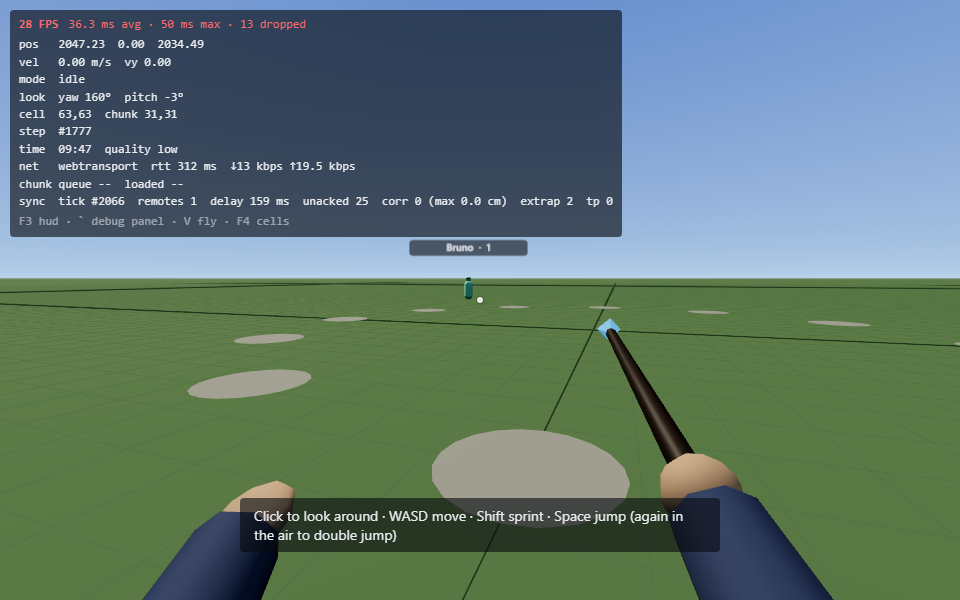 28 FPS 36.3 ms avg · 50 ms max · 13 dropped
pos 2047.23 0.00 2034.49
vel 0.00 m/s vy 0.00
mode idle
look yaw 160° pitch -3°
cell 63,63 chunk 31,31
step #1777
time 09:47 quality low
net webtransport rtt 312 ms ↓13 kbps ↑19.5 kbps
chunk queue -- loaded --
sync tick #2066 remotes 1 delay 159 ms unacked 25 corr 0 (max 0.0 cm) extrap 2 tp 0
F3 hud · ` debug panel · V fly · F4 cells
Bruno · 1
Click to look around · WASD move · Shift sprint · Space jump (again in
the air to double jump)